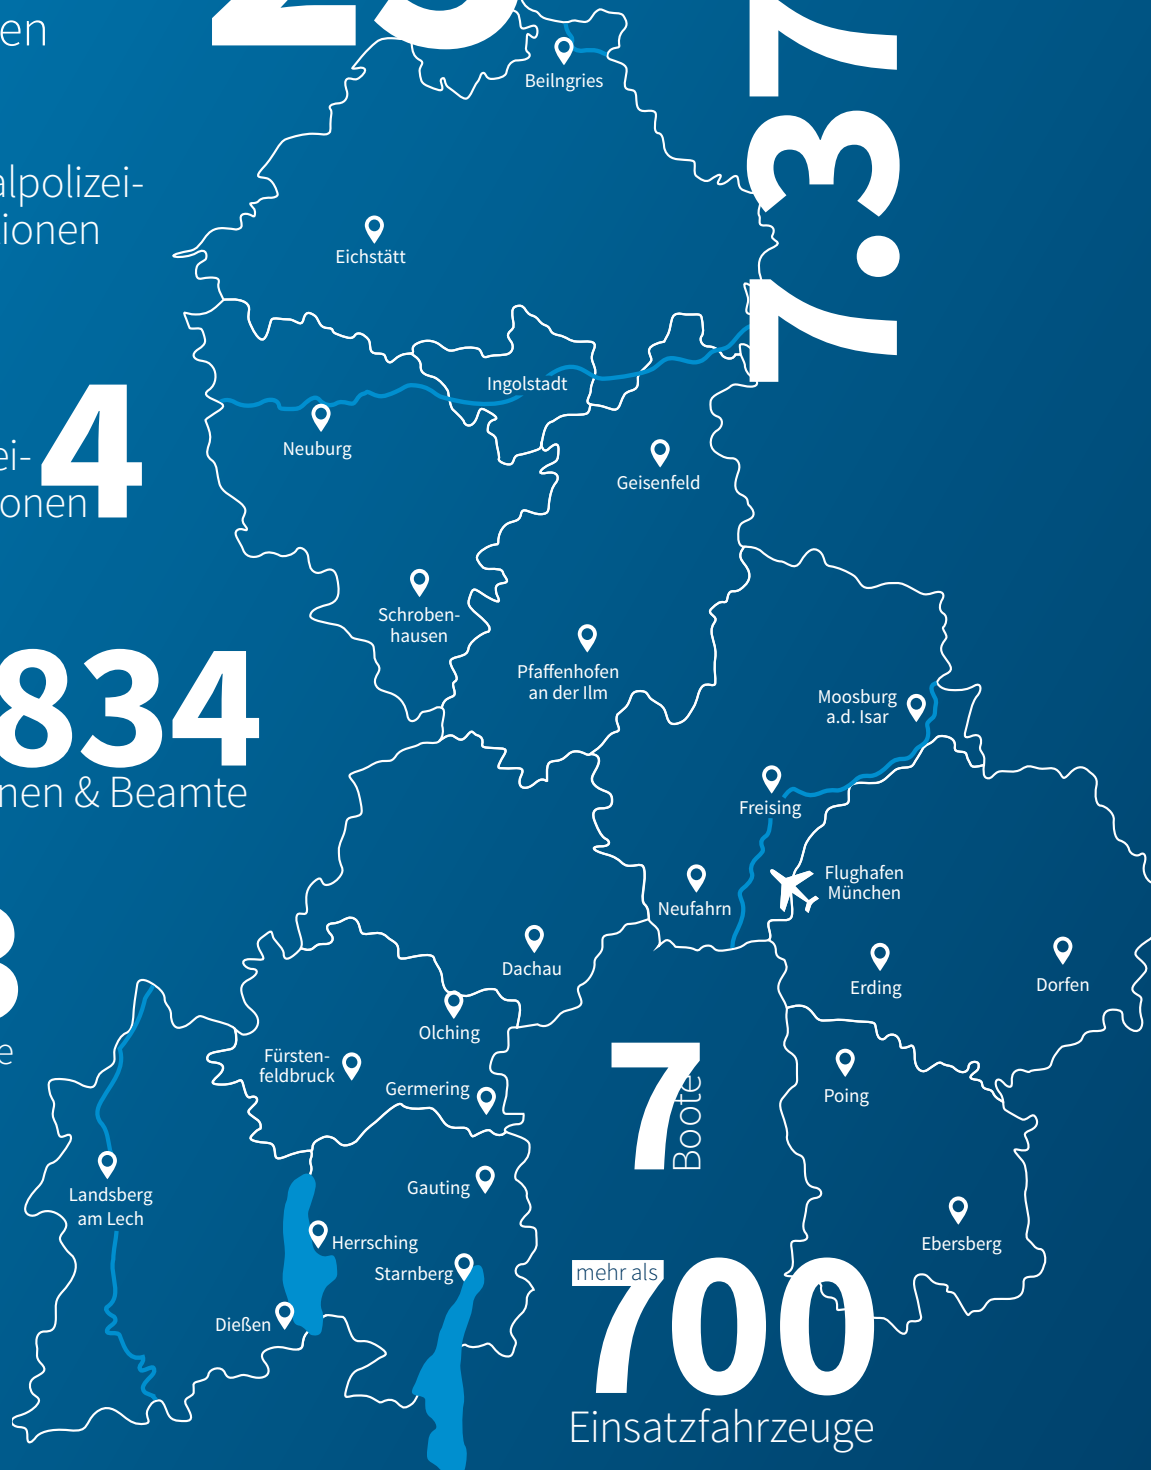 en
25
Beilngries
7.37
alpolizei-
ionen
Eichstätt
Ingolstadt
4
ei-
onen
Neuburg
Geisenfeld
Schroben-
hausen
Pfaffenhofen
an der Ilm
834
nen & Beamte
Moosburg
a.d. Isar
Freising
Flughafen
München
Neufahrn
Dachau
Erding
Dorfen
Olching
Fürsten-
feldbruck
Germering
7
Boote
Poing
Landsberg
am Lech
Gauting
Herrsching
Starnberg
Dießen
Ebersberg
mehr als
700
Einsatzfahrzeuge
e